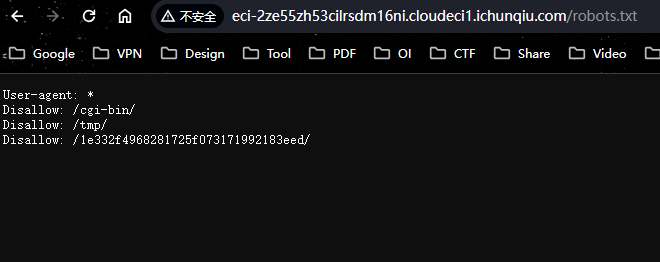 不安全 eci-2ze55zh53cilrsdm16ni.cloudeci1.ichunqiu.com/robots.txt
Google VPN Design Tool PDF OI CTF Share Video
User-agent: *
Disallow: /cgi-bin/
Disallow: /tmp/
Disallow: /1e332f4968281725f073171992183eed/